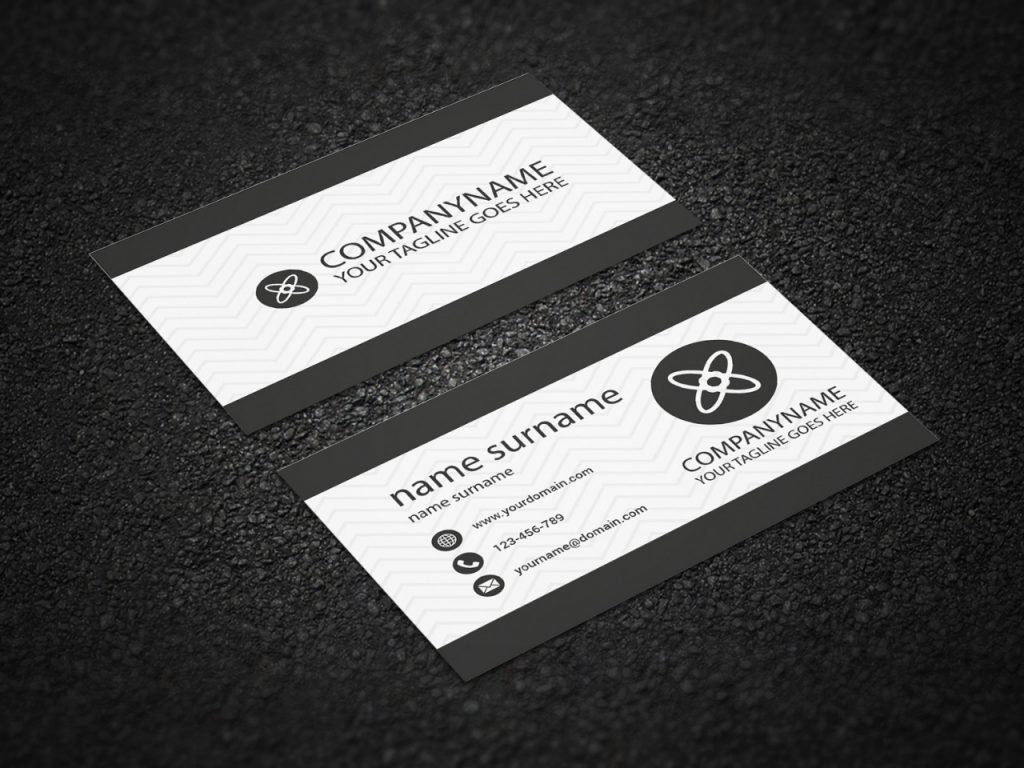 COMPANYNAME
YOUR TAGLINE GOES HERE
name surname
name surname
www.yourdomain.com
123-456-789
yourname@domain.com
COMPANYNAME
YOUR TAGLINE GOES HERE